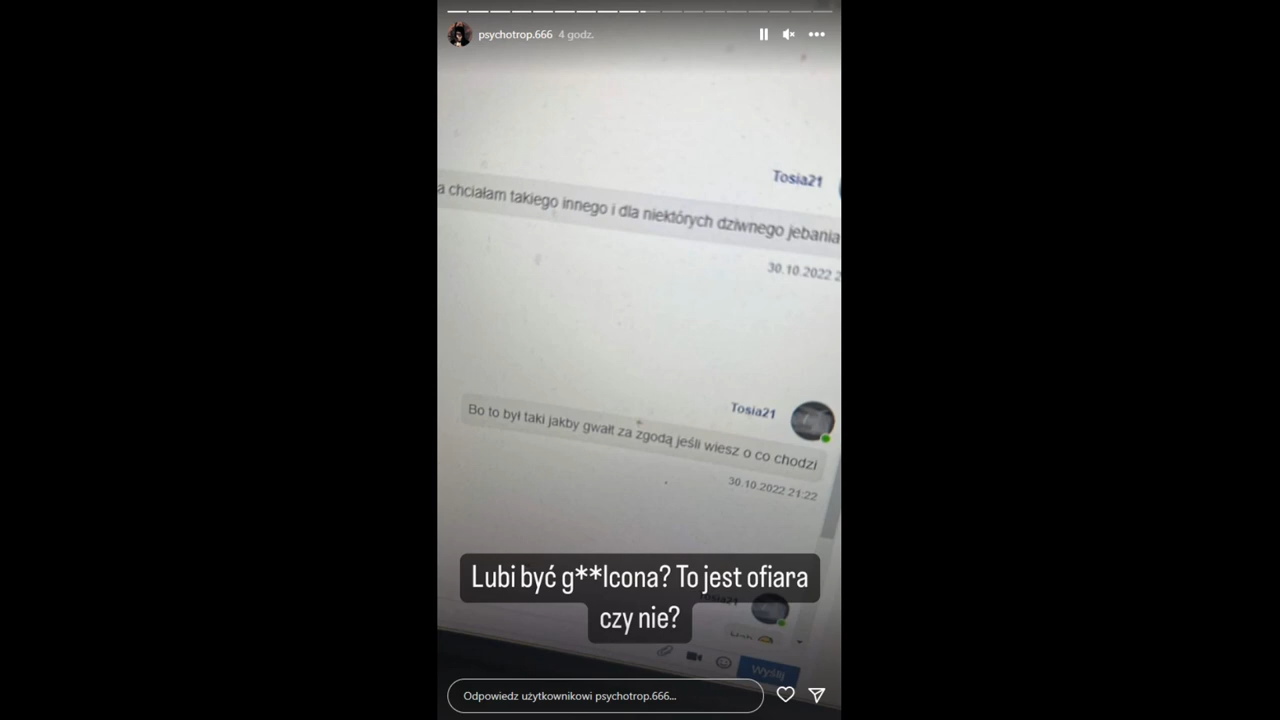 psychotrop.666 4 godz.
Tosia21
a chciałam takiego innego i dla niektórych dziwnego jebania
30.10.2022 2
Tosia21
Bo to był taki jakby gwałt za zgodą jeśli wiesz o co chodzi
30.10.2022 21:22
Lubi być g**lcona? To jest ofiara
czy nie?
Tosia21
Wyślij
Odpowiedz użytkownikowi psychotrop.666...